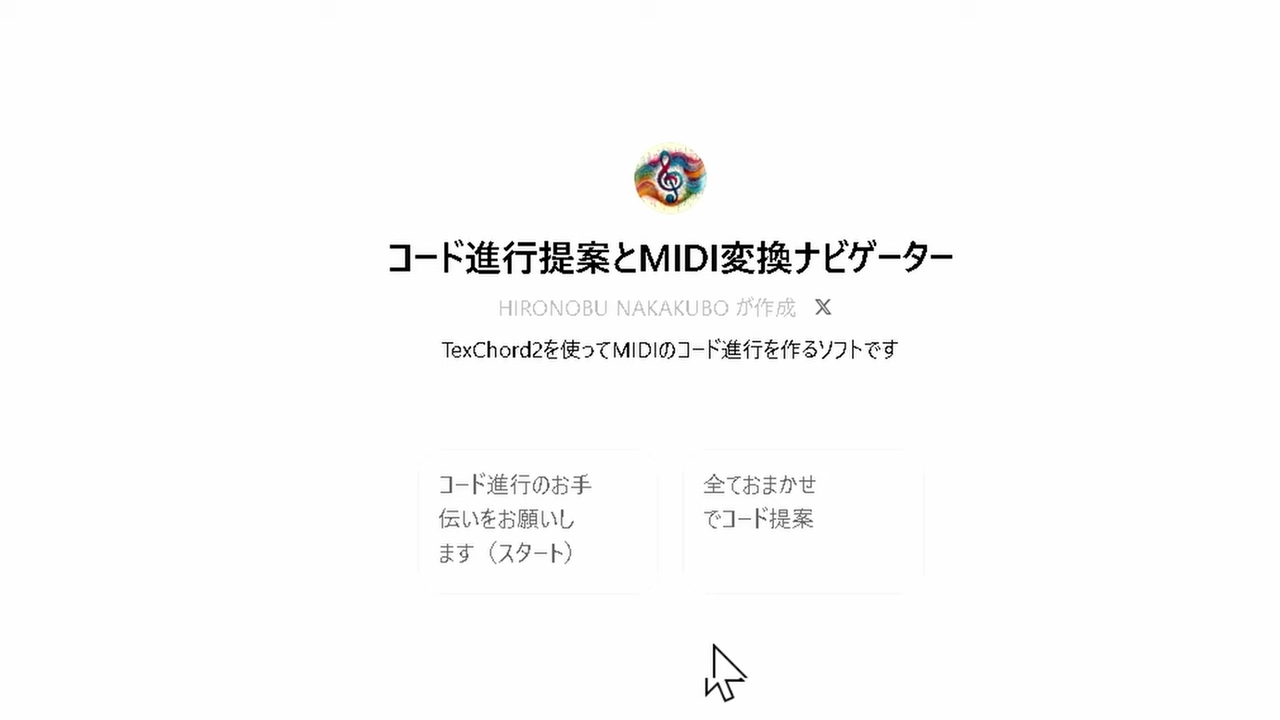 コード進行提案とMIDI変換ナビゲーター
HIRONOBU NAKAKUBO が作成 X
TexChord2を使ってMIDIのコード進行を作るソフトです
コード進行のお手
伝いをお願いし
ます（スタート）
全ておまかせ
でコード提案